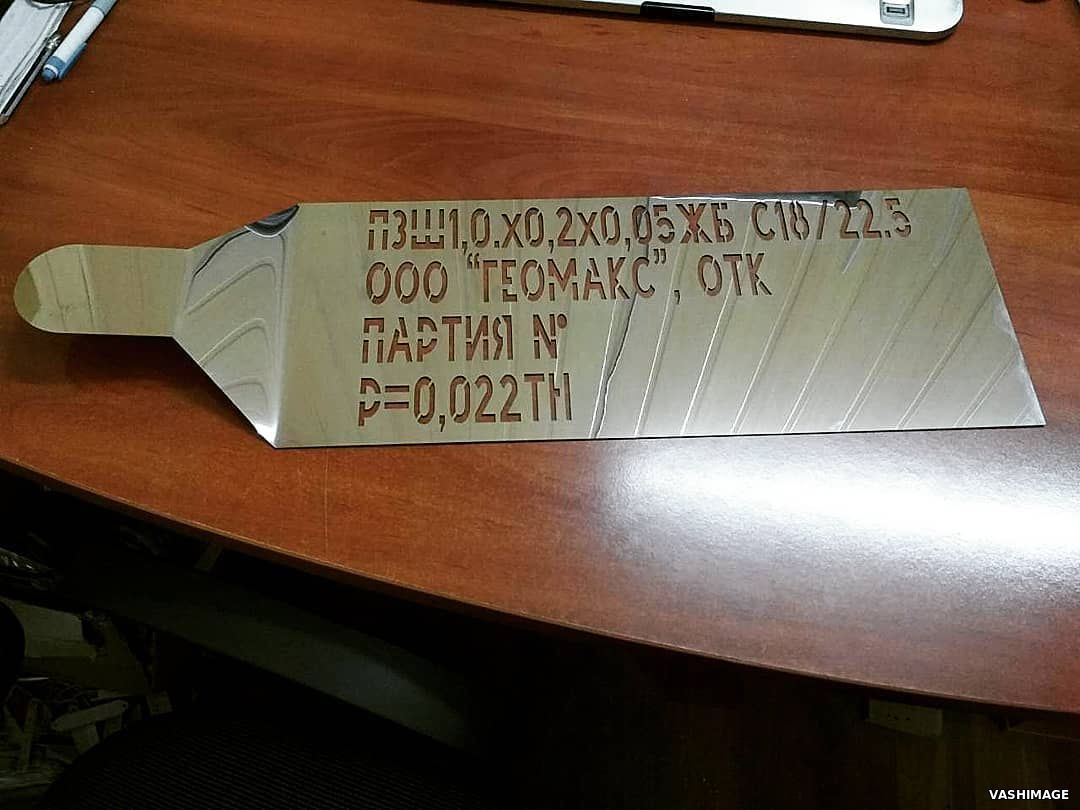 ПЗШ1,0.х0,2х0,05ЖБ С18/22.5
ООО “ГЕОМАКС”, ОТК
ПАРТИЯ №
р=0,022ТН
VASHIMAGE